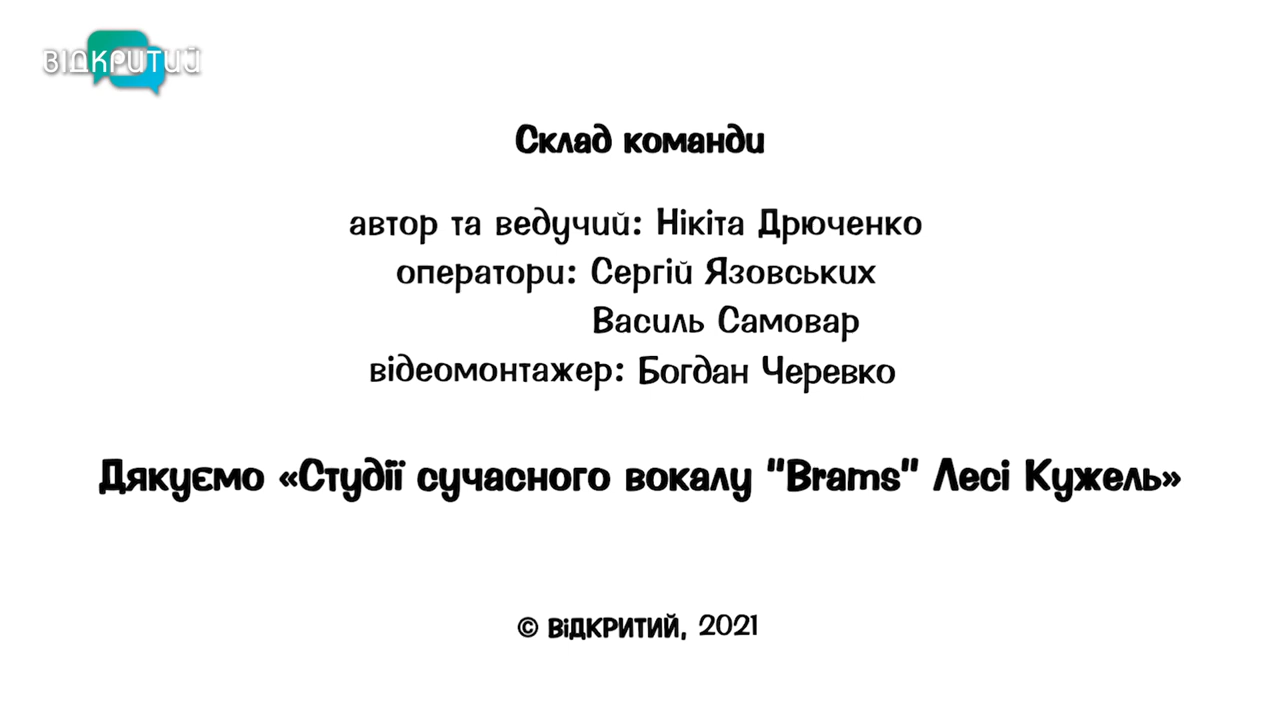 ВІДКРИТИЙ
Склад команди
автор та ведучий: Нікіта Дрюченко
оператори: Сергій Язовських
Василь Самовар
відеомонтажер: Богдан Черевко
Дякуємо «Студії сучасного вокалу "Brams" Лесі Кужель»
© ВіДКРИТИЙ, 2021